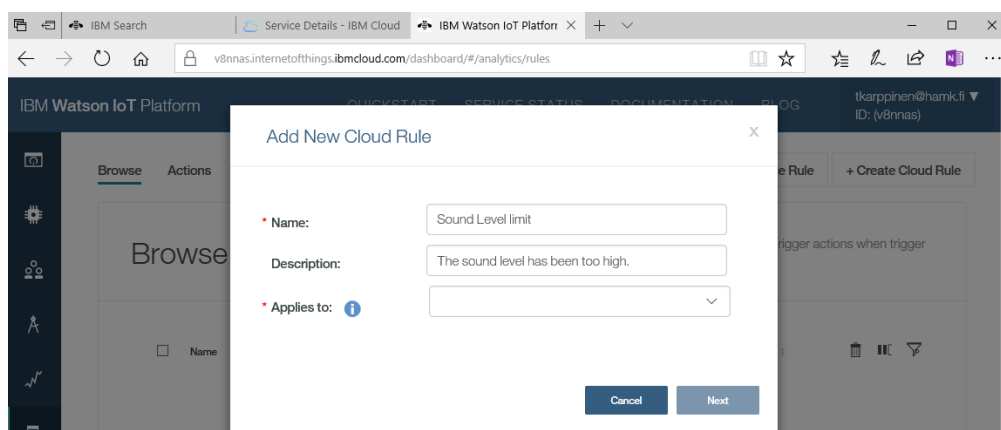 IBM Search
Service Details - IBM Cloud
IBM Watson IoT Platforr
v8nnas.internetofthings.ibmcloud.com/dashboard/#/analytics/rules
IBM Watson IoT Platform
QUICKSTART SERVICE STATUS DOCUMENTATION BLOG
tkarppinen@hamk.fi
ID: (v8nnas)
Add New Cloud Rule
X
Browse Actions
e Rule
+ Create Cloud Rule
* Name: Sound Level limit
Browse
rigger actions when trigger
Description: The sound level has been too high.
* Applies to:
Name
Cancel Next